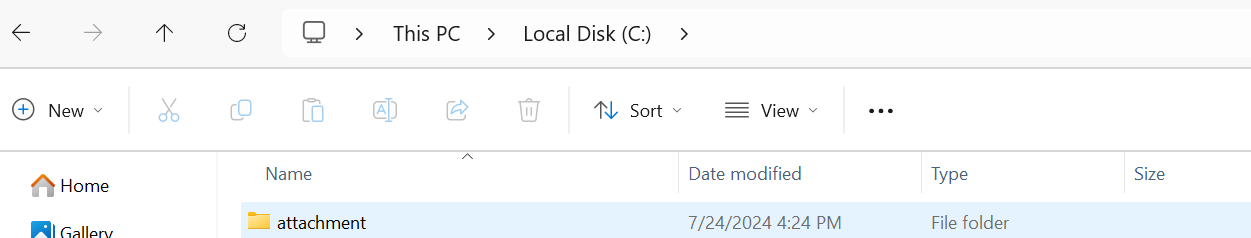 This PC Local Disk (C:)
New Sort View
Name Date modified Type Size
Home
attachment 7/24/2024 4:24 PM File folder
Gallery